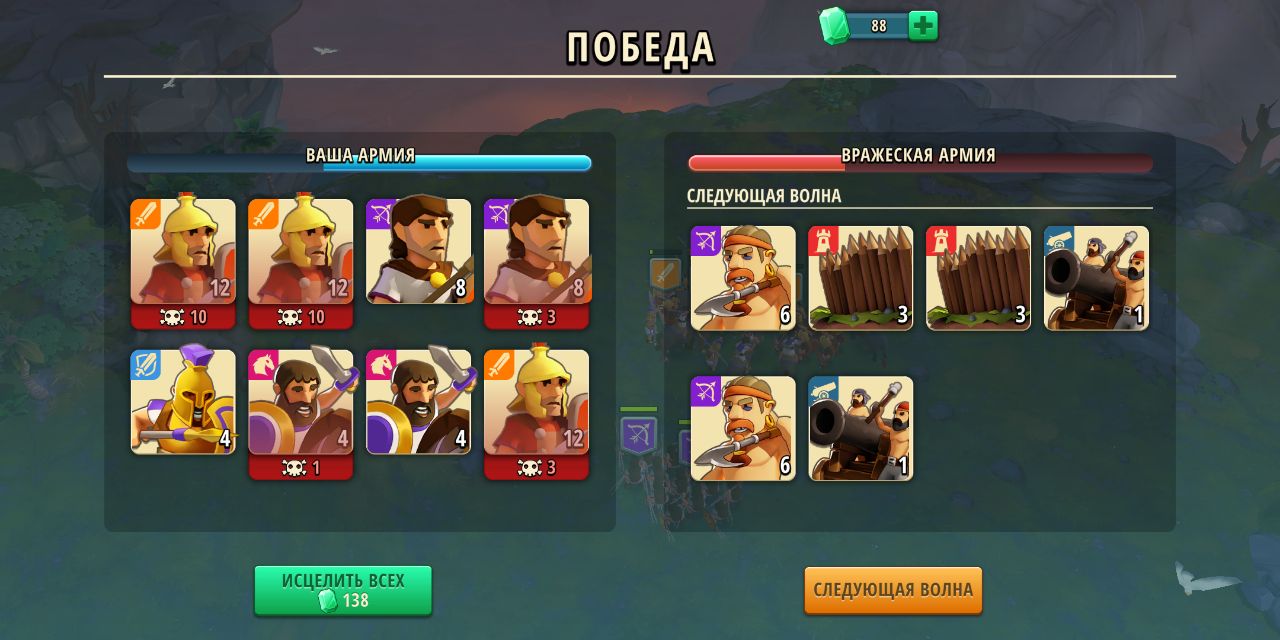 88
ПОБЕДА
ВАША АРМИЯ
ВРАЖЕСКАЯ АРМИЯ
СЛЕДУЮЩАЯ ВОЛНА
12 12 8 8
10 10 3
6 3 3 1
4 4 4 12
1 3
6 1
ИСЦЕЛИТЬ ВСЕХ
138
СЛЕДУЮЩАЯ ВОЛНА